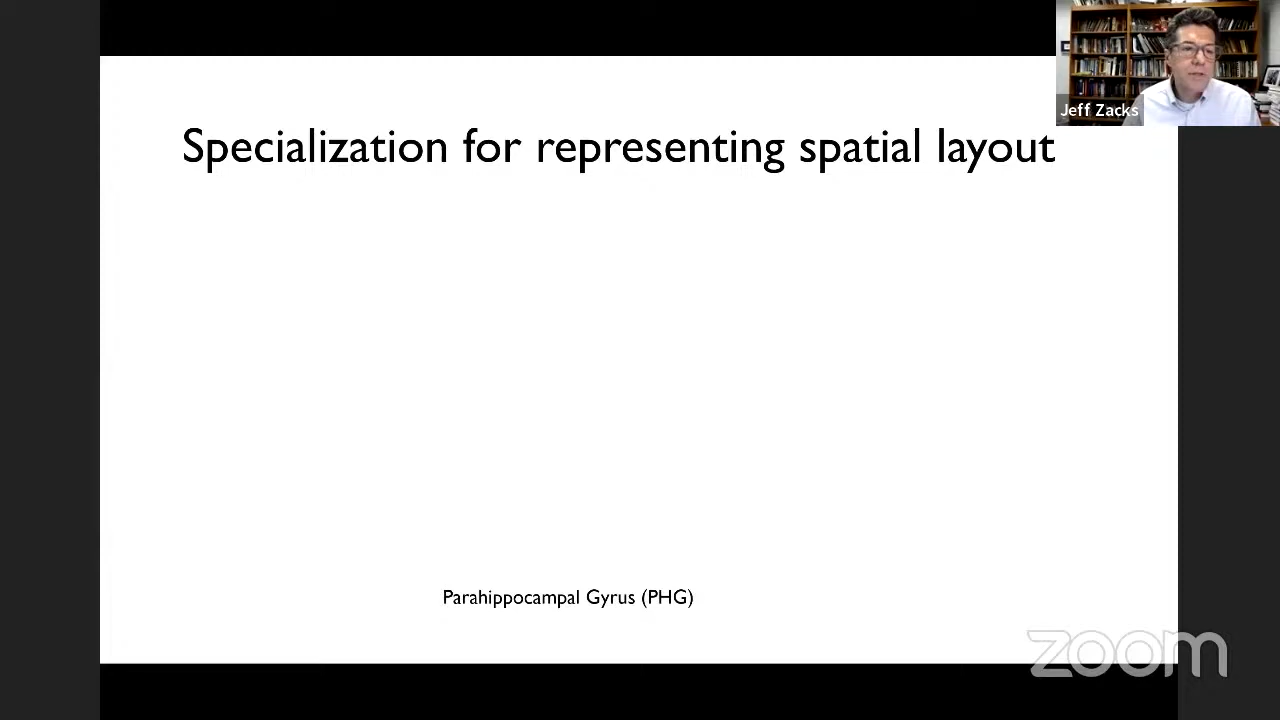 Jeff Zacks
Specialization for representing spatial layout
Parahippocampal Gyrus (PHG)
zoom